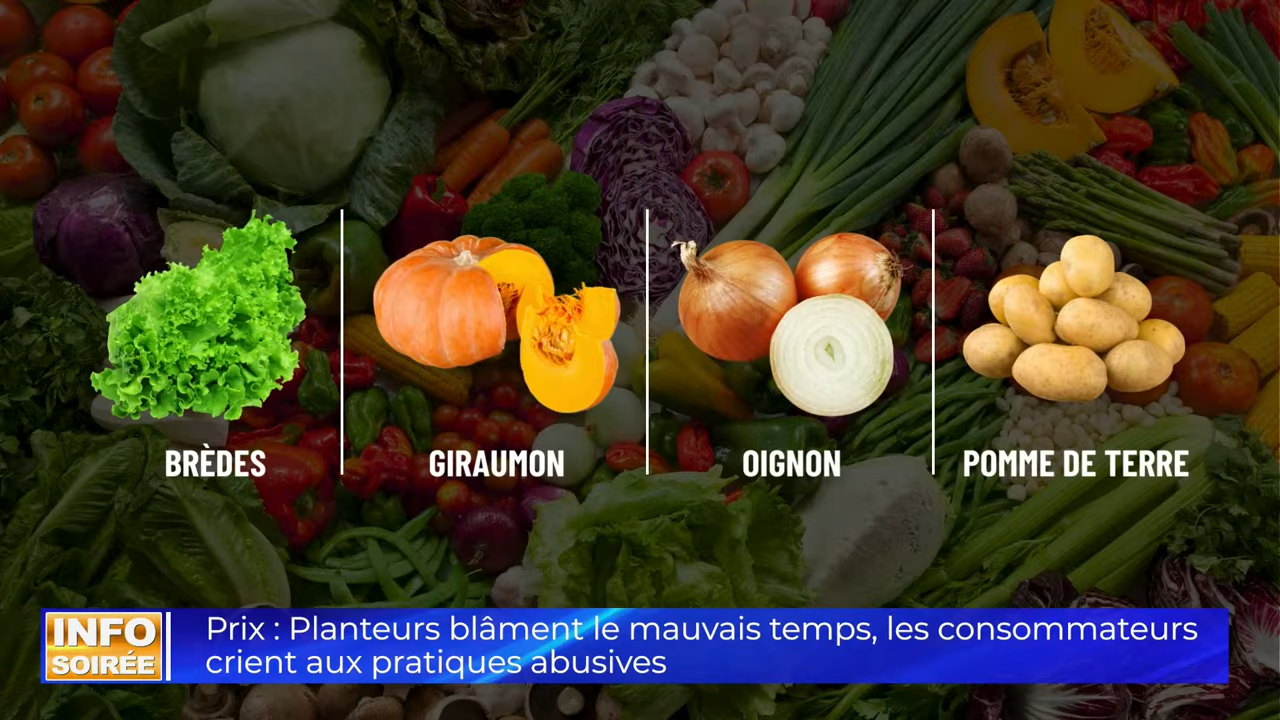 BRÈDES
GIRAUMON
OIGNON
POMME DE TERRE
INFO
SOIRÉE
Prix : Planteurs blâment le mauvais temps, les consommateurs
crient aux pratiques abusives